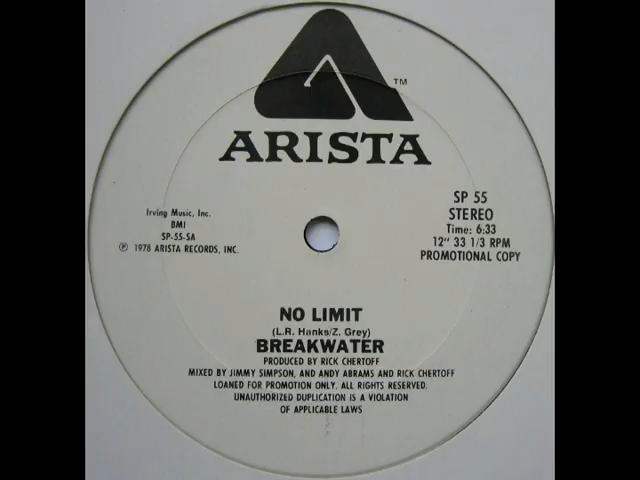 TM
ARISTA
SP 55
STEREO
Time: 6:33
12" 33 1/3 RPM
PROMOTIONAL COPY
Irving Music, Inc.
BMI
SP-55-SA
℗ 1978 ARISTA RECORDS, INC.
NO LIMIT
(L.R. Hanks/Z. Grey)
BREAKWATER
PRODUCED BY RICK CHERTOFF
MIXED BY JIMMY SIMPSON, AND ANDY ABRAMS AND RICK CHERTOFF
LOANED FOR PROMOTION ONLY. ALL RIGHTS RESERVED.
UNAUTHORIZED DUPLICATION IS A VIOLATION
OF APPLICABLE LAWS